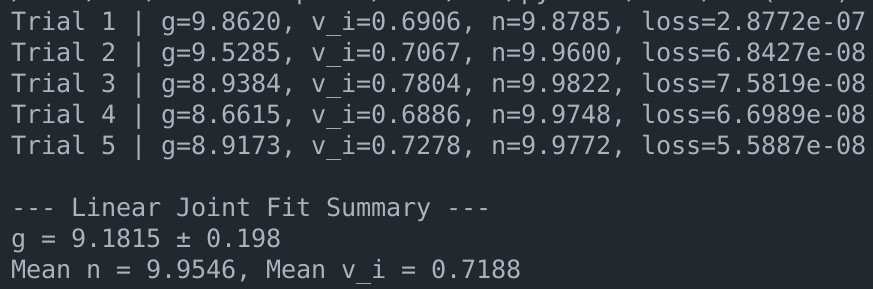 Trial 1 | g=9.8620, v_i=0.6906, n=9.8785, loss=2.8772e-07
Trial 2 | g=9.5285, v_i=0.7067, n=9.9600, loss=6.8427e-08
Trial 3 | g=8.9384, v_i=0.7804, n=9.9822, loss=7.5819e-08
Trial 4 | g=8.6615, v_i=0.6886, n=9.9748, loss=6.6989e-08
Trial 5 | g=8.9173, v_i=0.7278, n=9.9772, loss=5.5887e-08
--- Linear Joint Fit Summary ---
g = 9.1815 ± 0.198
Mean n = 9.9546, Mean v_i = 0.7188